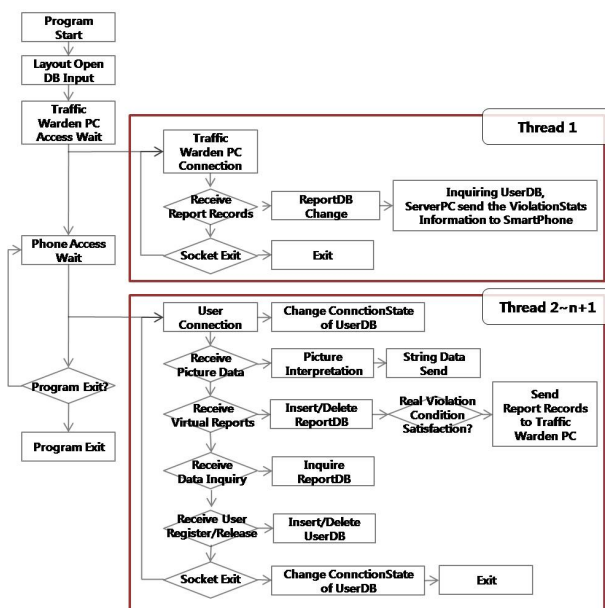 Program
Start
Layout Open
DB Input
Traffic
Warden PC
Access Wait
Phone Access
Wait
Program Exit?
Program Exit
Thread 1
Traffic
Warden PC
Connection
Receive
Report Records
ReportDB
Change
Inquiring UserDB,
ServerPC send the ViolationStats
Information to SmartPhone
Socket Exit
Exit
Thread 2~n+1
User
Connection
Change ConnctionState
of UserDB
Receive
Picture Data
Picture
Interpretation
String Data
Send
Receive
Virtual Reports
Insert/Delete
ReportDB
Real Violation
Condition
Satisfaction?
Send
Report Records
to Traffic
Warden PC
Receive
Data Inquiry
Inquire
ReportDB
Receive User
Register/Release
Insert/Delete
UserDB
Socket Exit
Change ConnctionState
of UserDB
Exit